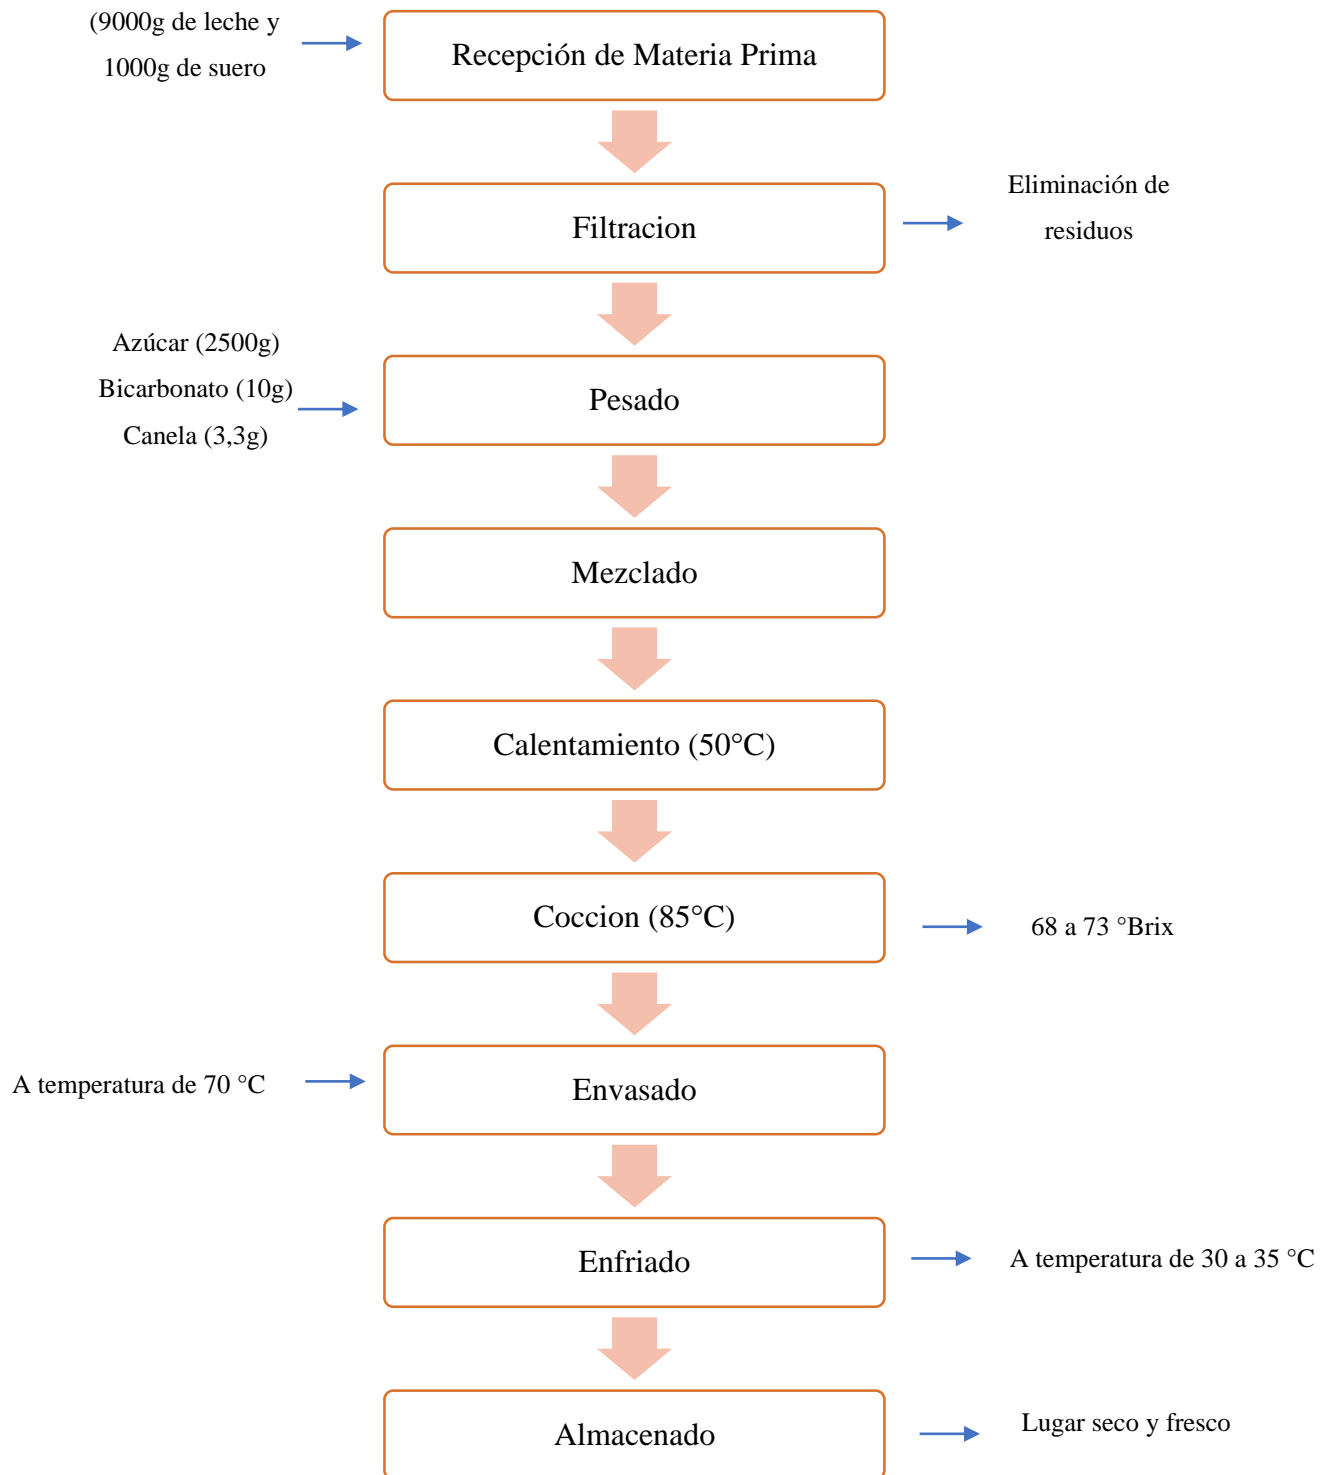 (9000g de leche y
1000g de suero
Recepción de Materia Prima
Filtracion
Eliminación de
residuos
Azúcar (2500g)
Bicarbonato (10g)
Canela (3,3g)
Pesado
Mezclado
Calentamiento (50°C)
Coccion (85°C)
68 a 73 °Brix
A temperatura de 70 °C
Envasado
Enfriado
A temperatura de 30 a 35 °C
Almacenado
Lugar seco y fresco